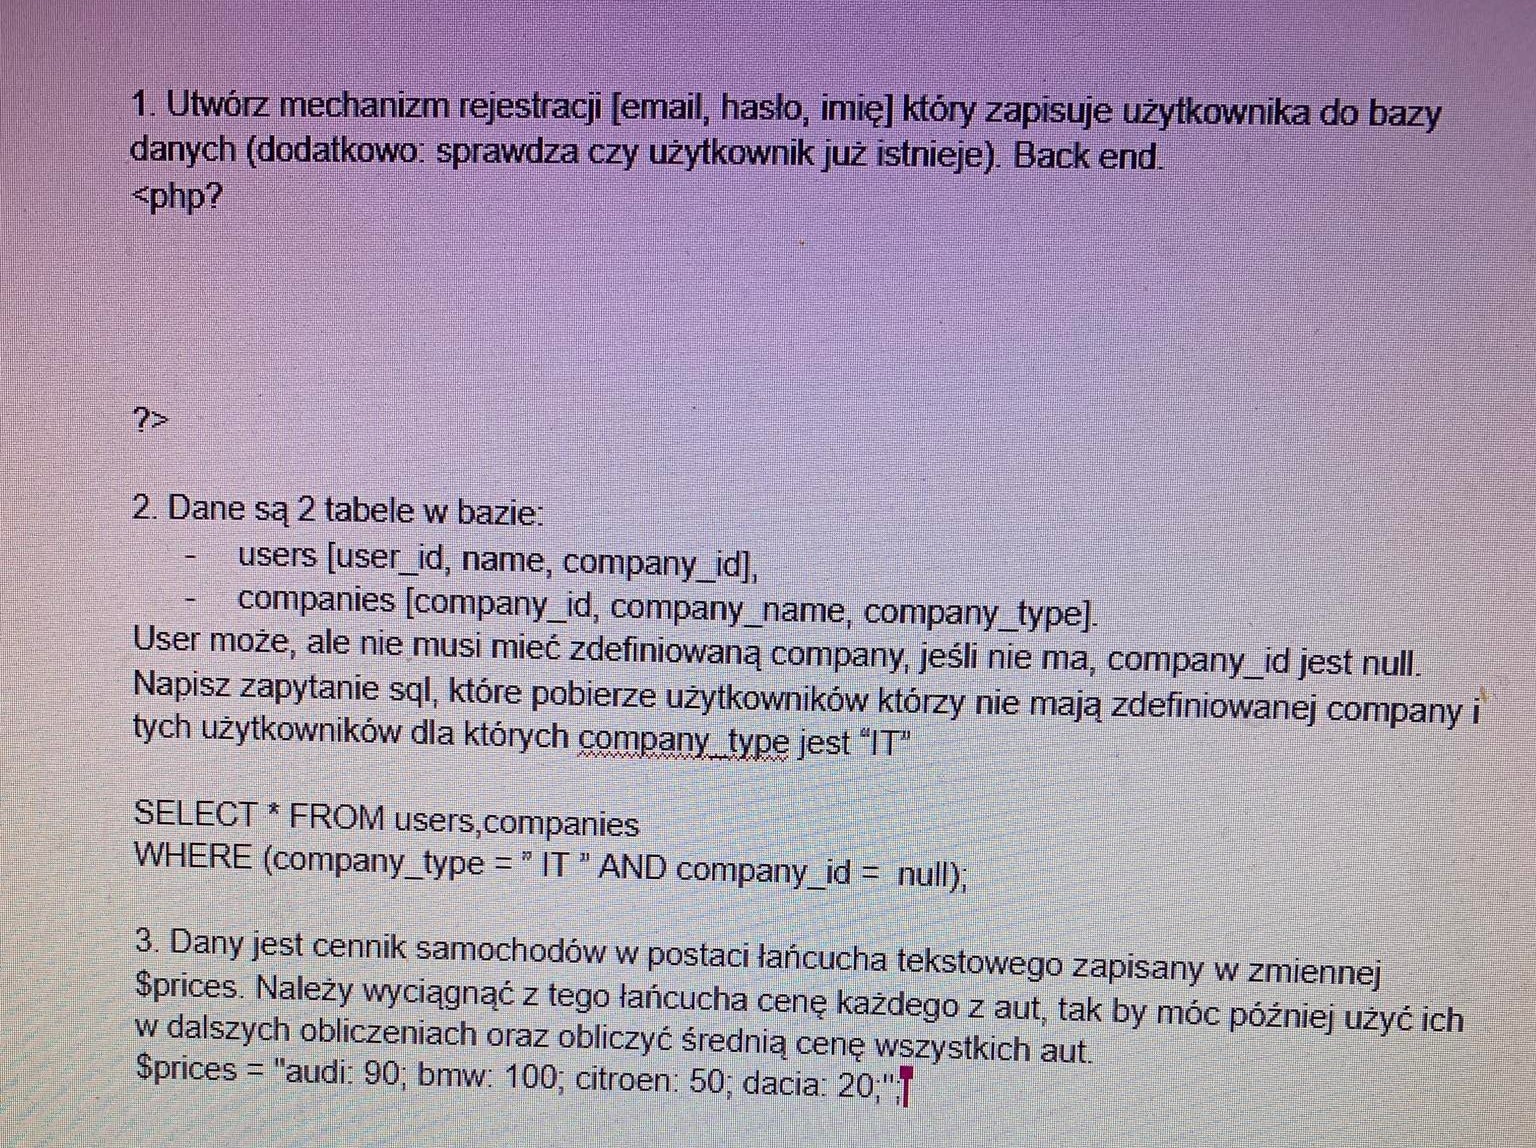 1. Utwórz mechanizm rejestracji [email, hasło, imię] który zapisuje użytkownika do bazy
danych (dodatkowo: sprawdza czy użytkownik już istnieje). Back end.
<php?
?>
2. Dane są 2 tabele w bazie:
- users [user_id, name, company_id],
- companies [company_id, company_name, company_type].
User może, ale nie musi mieć zdefiniowaną company, jeśli nie ma, company_id jest null.
Napisz zapytanie sql, które pobierze użytkowników którzy nie mają zdefiniowanej company i
tych użytkowników dla których company_type jest “IT”
SELECT * FROM users,companies
WHERE (company_type = ” IT ” AND company_id = null);
3. Dany jest cennik samochodów w postaci łańcucha tekstowego zapisany w zmiennej
$prices. Należy wyciągnąć z tego łańcucha cenę każdego z aut, tak by móc później użyć ich
w dalszych obliczeniach oraz obliczyć średnią cenę wszystkich aut.
$prices = "audi: 90; bmw: 100; citroen: 50; dacia: 20;";